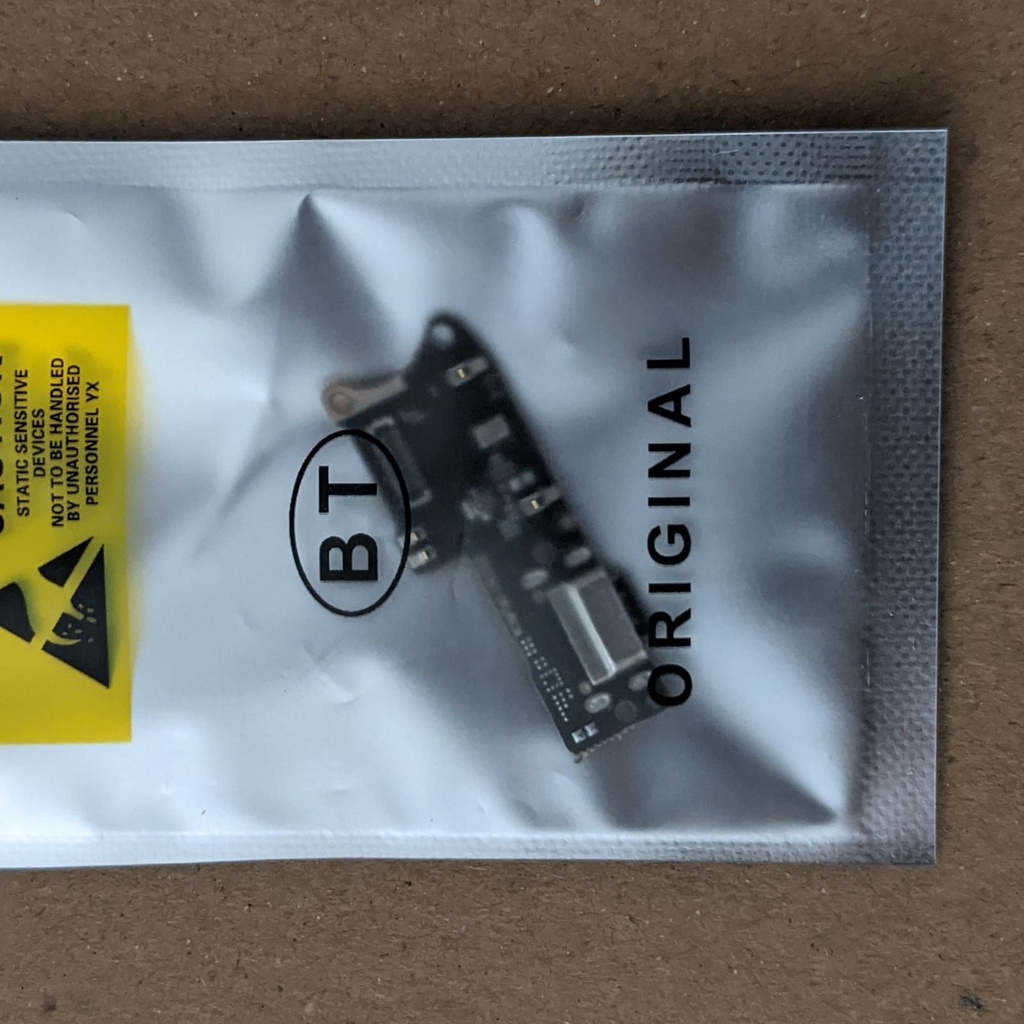 STATIC SENSITIVE
DEVICES
NOT TO BE HANDLED
BY UNAUTHORISED
PERSONNEL YX
BT
ORIGINAL